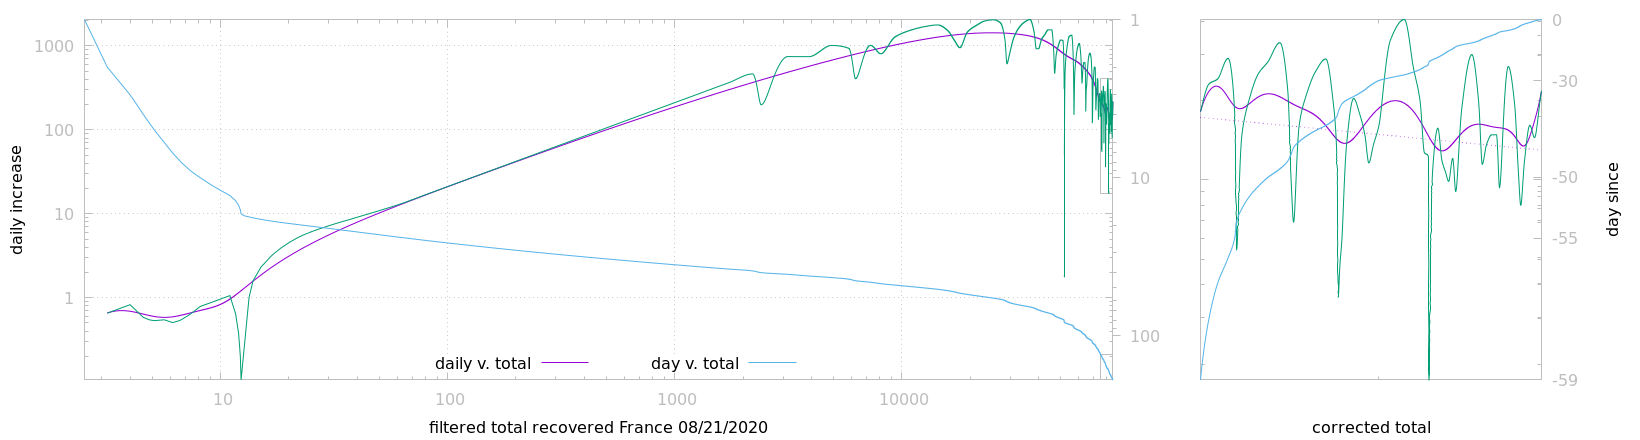 1000
100
10
1
daily increase
daily v. total
day v. total
10
100
1000
10000
filtered total recovered France 08/21/2020
1
10
100
0
-30
-50
-55
-59
day since
corrected total